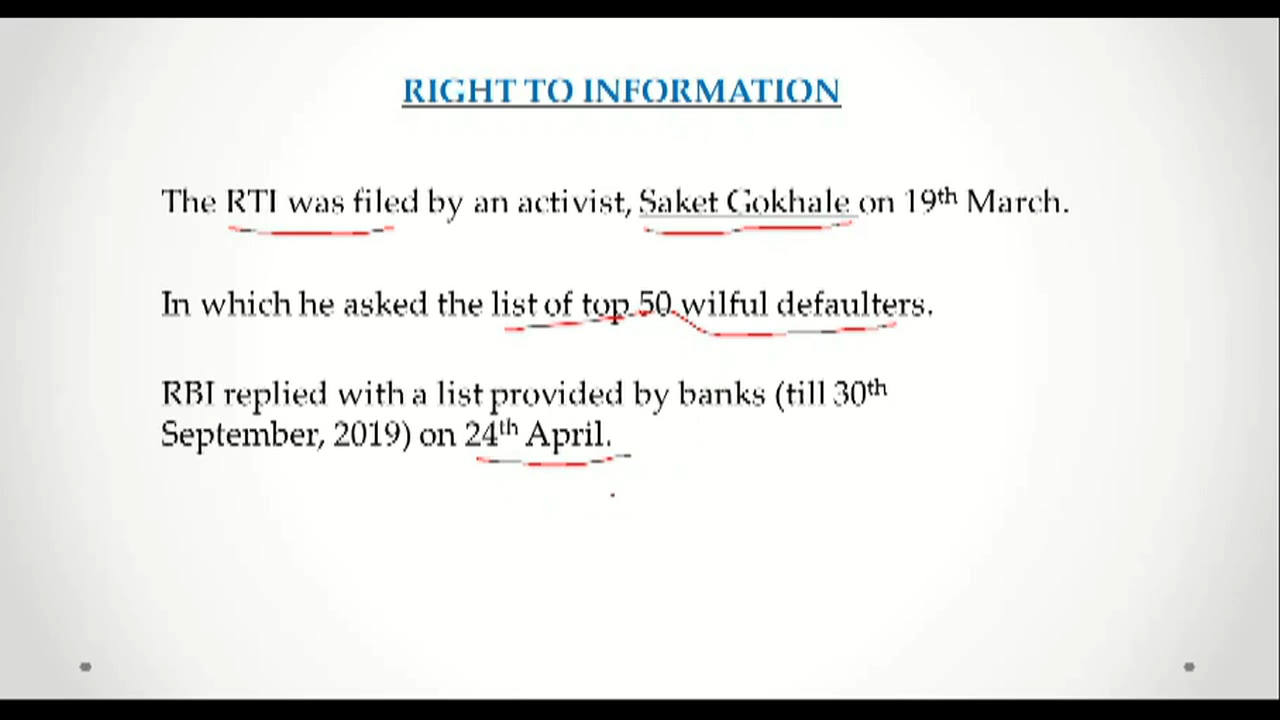 RIGHT TO INFORMATION
The RTI was filed by an activist, Saket Gokhale on 19th March.
In which he asked the list of top 50 wilful defaulters.
RBI replied with a list provided by banks (till 30th
September, 2019) on 24th April.